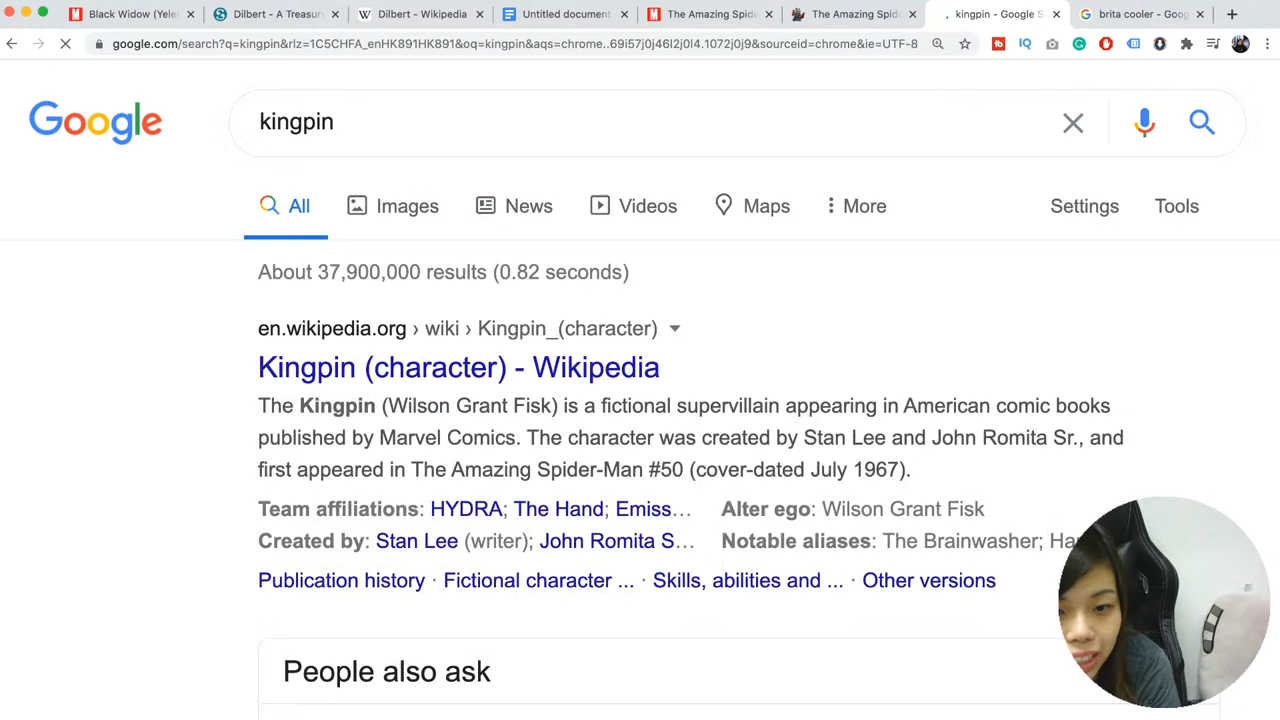 Black Widow (Yelen
Dilbert - A Treasury
Dilbert - Wikipedia
Untitled document
The Amazing Spid
The Amazing Spid
kingpin - Google S
brita cooler - Goog
google.com/search?q=kingpin&rlz=1C5CHFA_enHK891HK891&oq=kingpin&aqs=chrome..69i57j0j46l2j0l4.1072j0j9&sourceid=chrome&ie=UTF-8
Google
kingpin
All
Images
News
Videos
Maps
More
Settings
Tools
About 37,900,000 results (0.82 seconds)
en.wikipedia.org › wiki › Kingpin_(character)
Kingpin (character) - Wikipedia
The Kingpin (Wilson Grant Fisk) is a fictional supervillain appearing in American comic books
published by Marvel Comics. The character was created by Stan Lee and John Romita Sr., and
first appeared in The Amazing Spider-Man #50 (cover-dated July 1967).
Team affiliations: HYDRA; The Hand; Emiss... Alter ego: Wilson Grant Fisk
Created by: Stan Lee (writer); John Romita S... Notable aliases: The Brainwasher; Ha
Publication history · Fictional character ... · Skills, abilities and ... · Other versions
People also ask